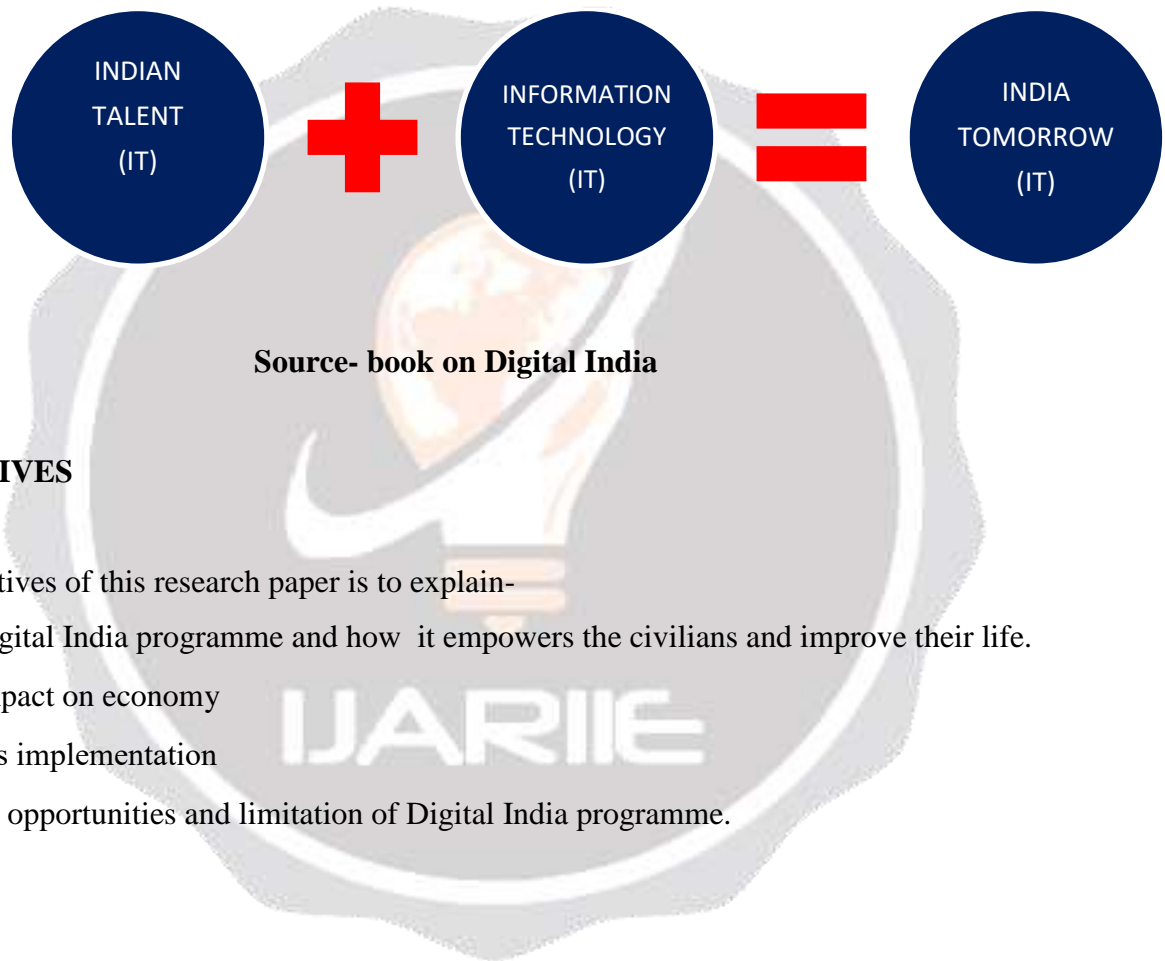 INDIAN
TALENT
(IT)
INFORMATION
TECHNOLOGY
(IT)
INDIA
TOMORROW
(IT)
Source- book on Digital India
IVES
tives of this research paper is to explain-
gital India programme and how it empowers the civilians and improve their life.
pact on economy
s implementation
opportunities and limitation of Digital India programme.
IJARIIE